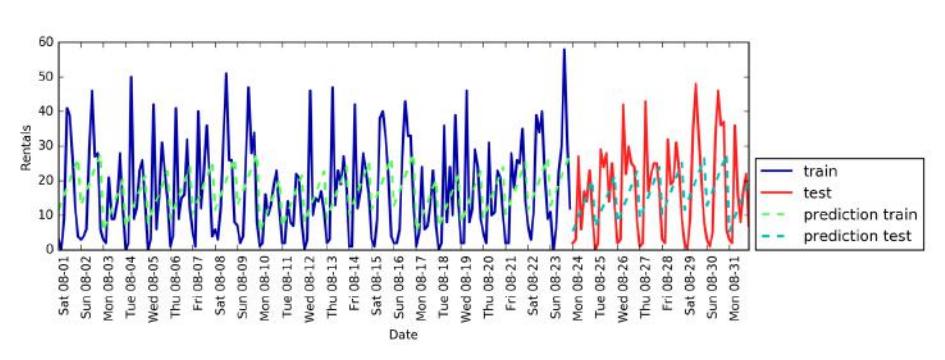 60
50
40
30
20
10
0
Rentals
Sat 08-01
Sun 08-02
Mon 08-03
Tue 08-04
Wed 08-05
Thu 08-06
Fri 08-07
Sat 08-08
Sun 08-09
Mon 08-10
Tue 08-11
Wed 08-12
Thu 08-13
Fri 08-14
Sat 08-15
Sun 08-16
Mon 08-17
Tue 08-18
Wed 08-19
Thu 08-20
Fri 08-21
Sat 08-22
Sun 08-23
Mon 08-24
Tue 08-25
Wed 08-26
Thu 08-27
Fri 08-28
Sat 08-29
Sun 08-30
Mon 08-31
Date
train
test
prediction train
prediction test